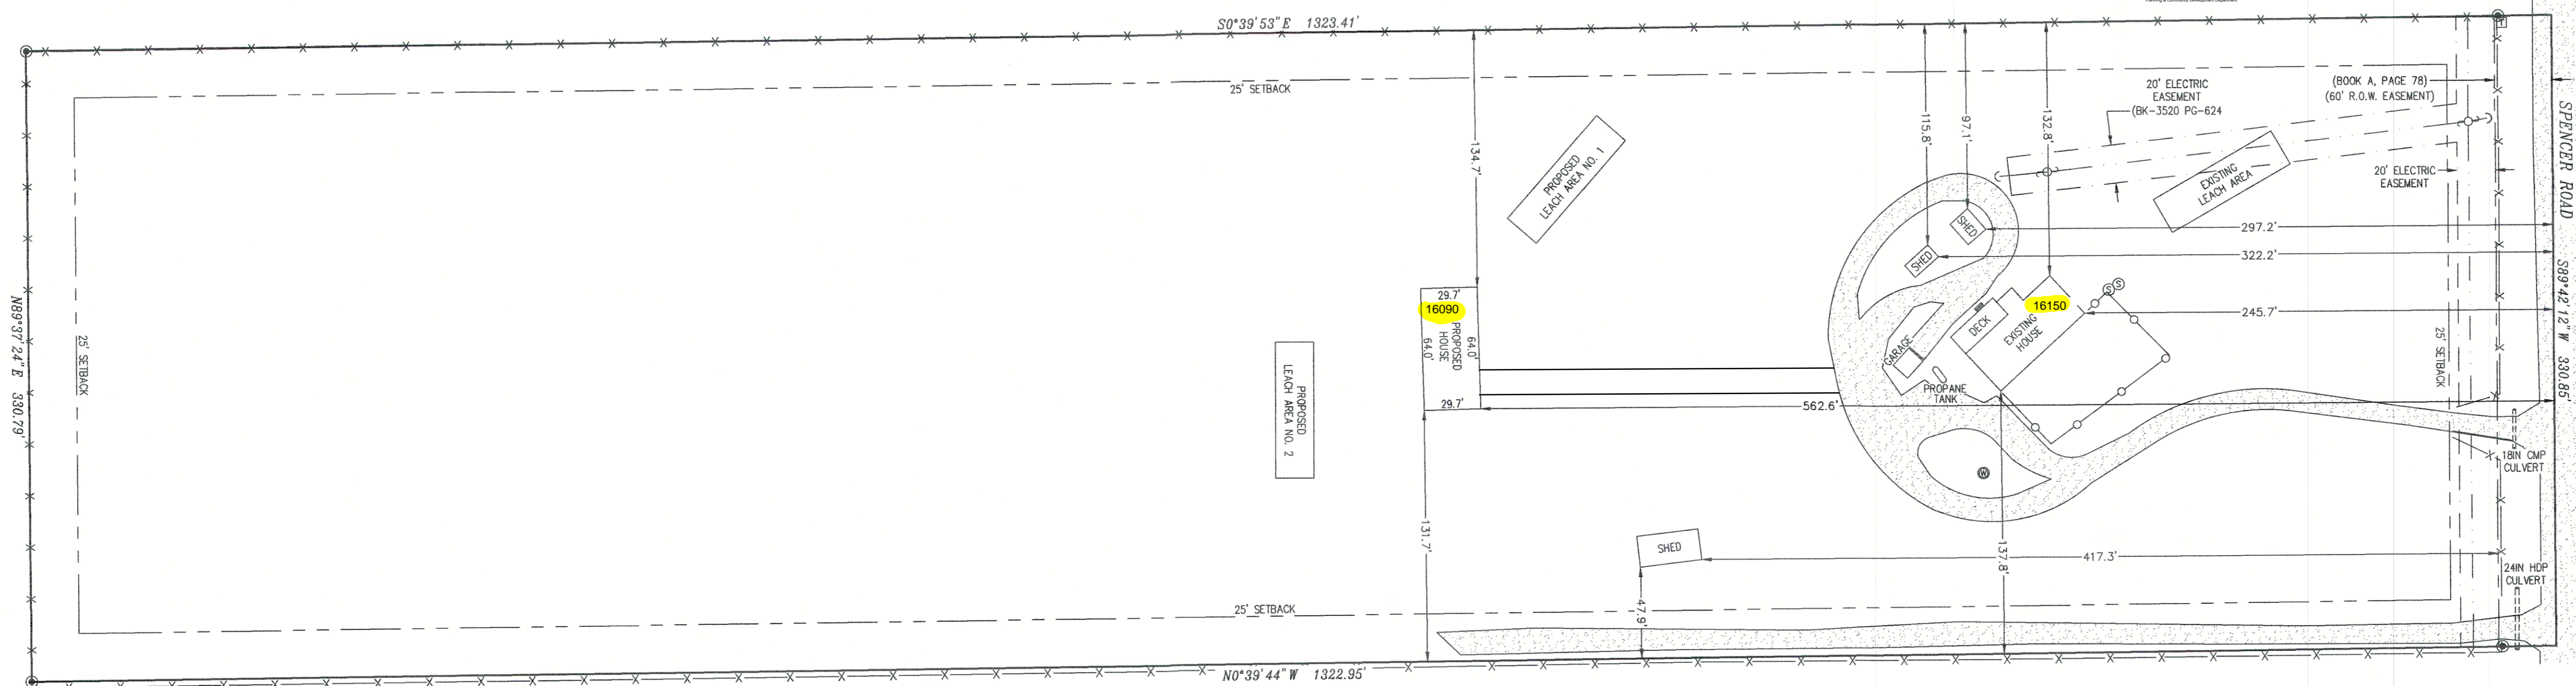 Planning & Community Development Department
S0°39'53"E 1323.41'
25' SETBACK
20' ELECTRIC
EASEMENT
(BK-3520 PG-624
(BOOK A, PAGE 78)
(60' R.O.W. EASEMENT)
20' ELECTRIC
EASEMENT
SPENCER ROAD
S89°42'12"W 330.85'
T
134.7'
115.8'
97.1'
132.8'
PROPOSED
LEACH AREA NO. 1
EXISTING
LEACH AREA
SHED
SHED
297.2'
322.2'
245.7'
S
S
16150
EXISTING
HOUSE
DECK
GARAGE
PROPANE
TANK
29.7'
16090
PROPOSED
HOUSE
64.0'
64.0'
29.7'
562.6'
N89°37'24"E 330.79'
25' SETBACK
PROPOSED
LEACH AREA NO. 2
25' SETBACK
18IN CMP
CULVERT
W
131.7'
SHED
417.3'
137.8'
47.9'
24IN HDP
CULVERT
25' SETBACK
N0°39'44"W 1322.95'